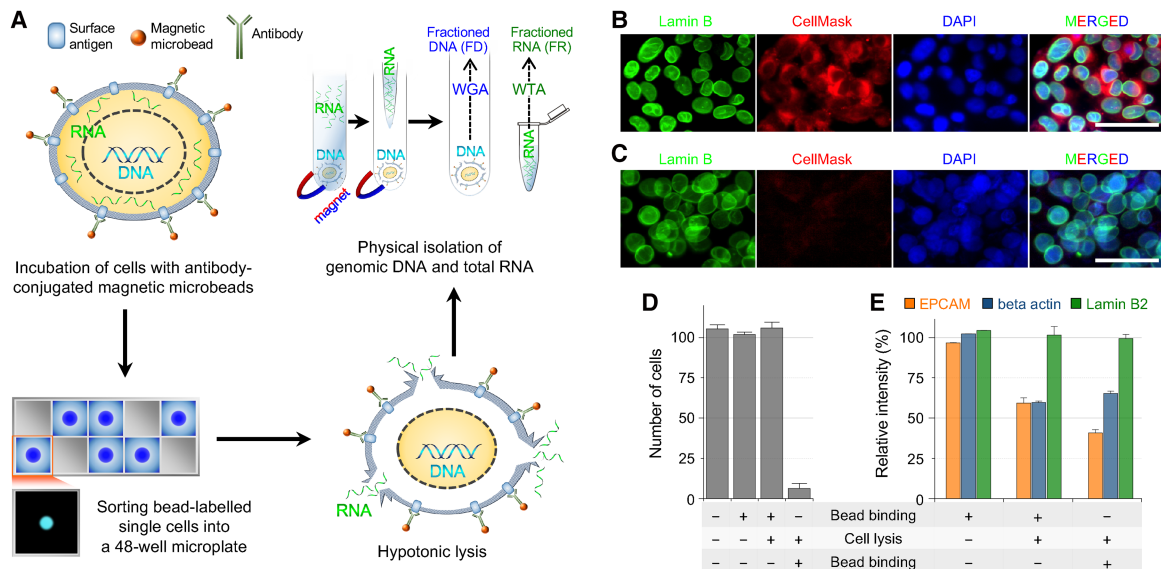 A
Surface
antigen
Magnetic
microbead
Antibody
RNA
DNA
Incubation of cells with antibody-
conjugated magnetic microbeads
Sorting bead-labelled
single cells into
a 48-well microplate
RNA
DNA
Hypotonic lysis
Physical isolation of
genomic DNA and total RNA
RNA
DNA
magnet
RNA
DNA
Fractioned
DNA (FD)
WGA
DNA
Fractioned
RNA (FR)
WTA
RNA
B
Lamin B CellMask DAPI MERGED
C
Lamin B CellMask DAPI MERGED
D
Number of cells
100
75
50
25
0
E
EPCAM beta actin Lamin B2
Relative intensity (%)
100
75
50
25
0
– + + – Bead binding + + –
– – + + Cell lysis – + +
– – – + Bead binding – – +